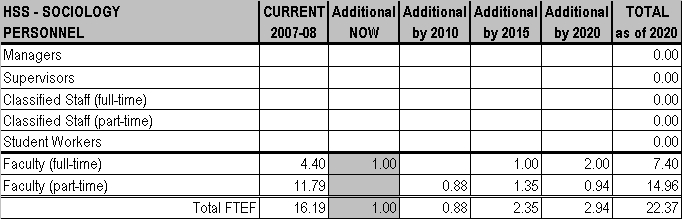 HSS - SOCIOLOGY CURRENT Additional Additional Additional Additional TOTAL
PERSONNEL 2007-08 NOW by 2010 by 2015 by 2020 as of 2020
Managers 0.00
Supervisors 0.00
Classified Staff (full-time) 0.00
Classified Staff (part-time) 0.00
Student Workers 0.00
Faculty (full-time) 4.40 1.00 1.00 2.00 7.40
Faculty (part-time) 11.79 0.88 1.35 0.94 14.96
Total FTEF 16.19 1.00 0.88 2.35 2.94 22.37